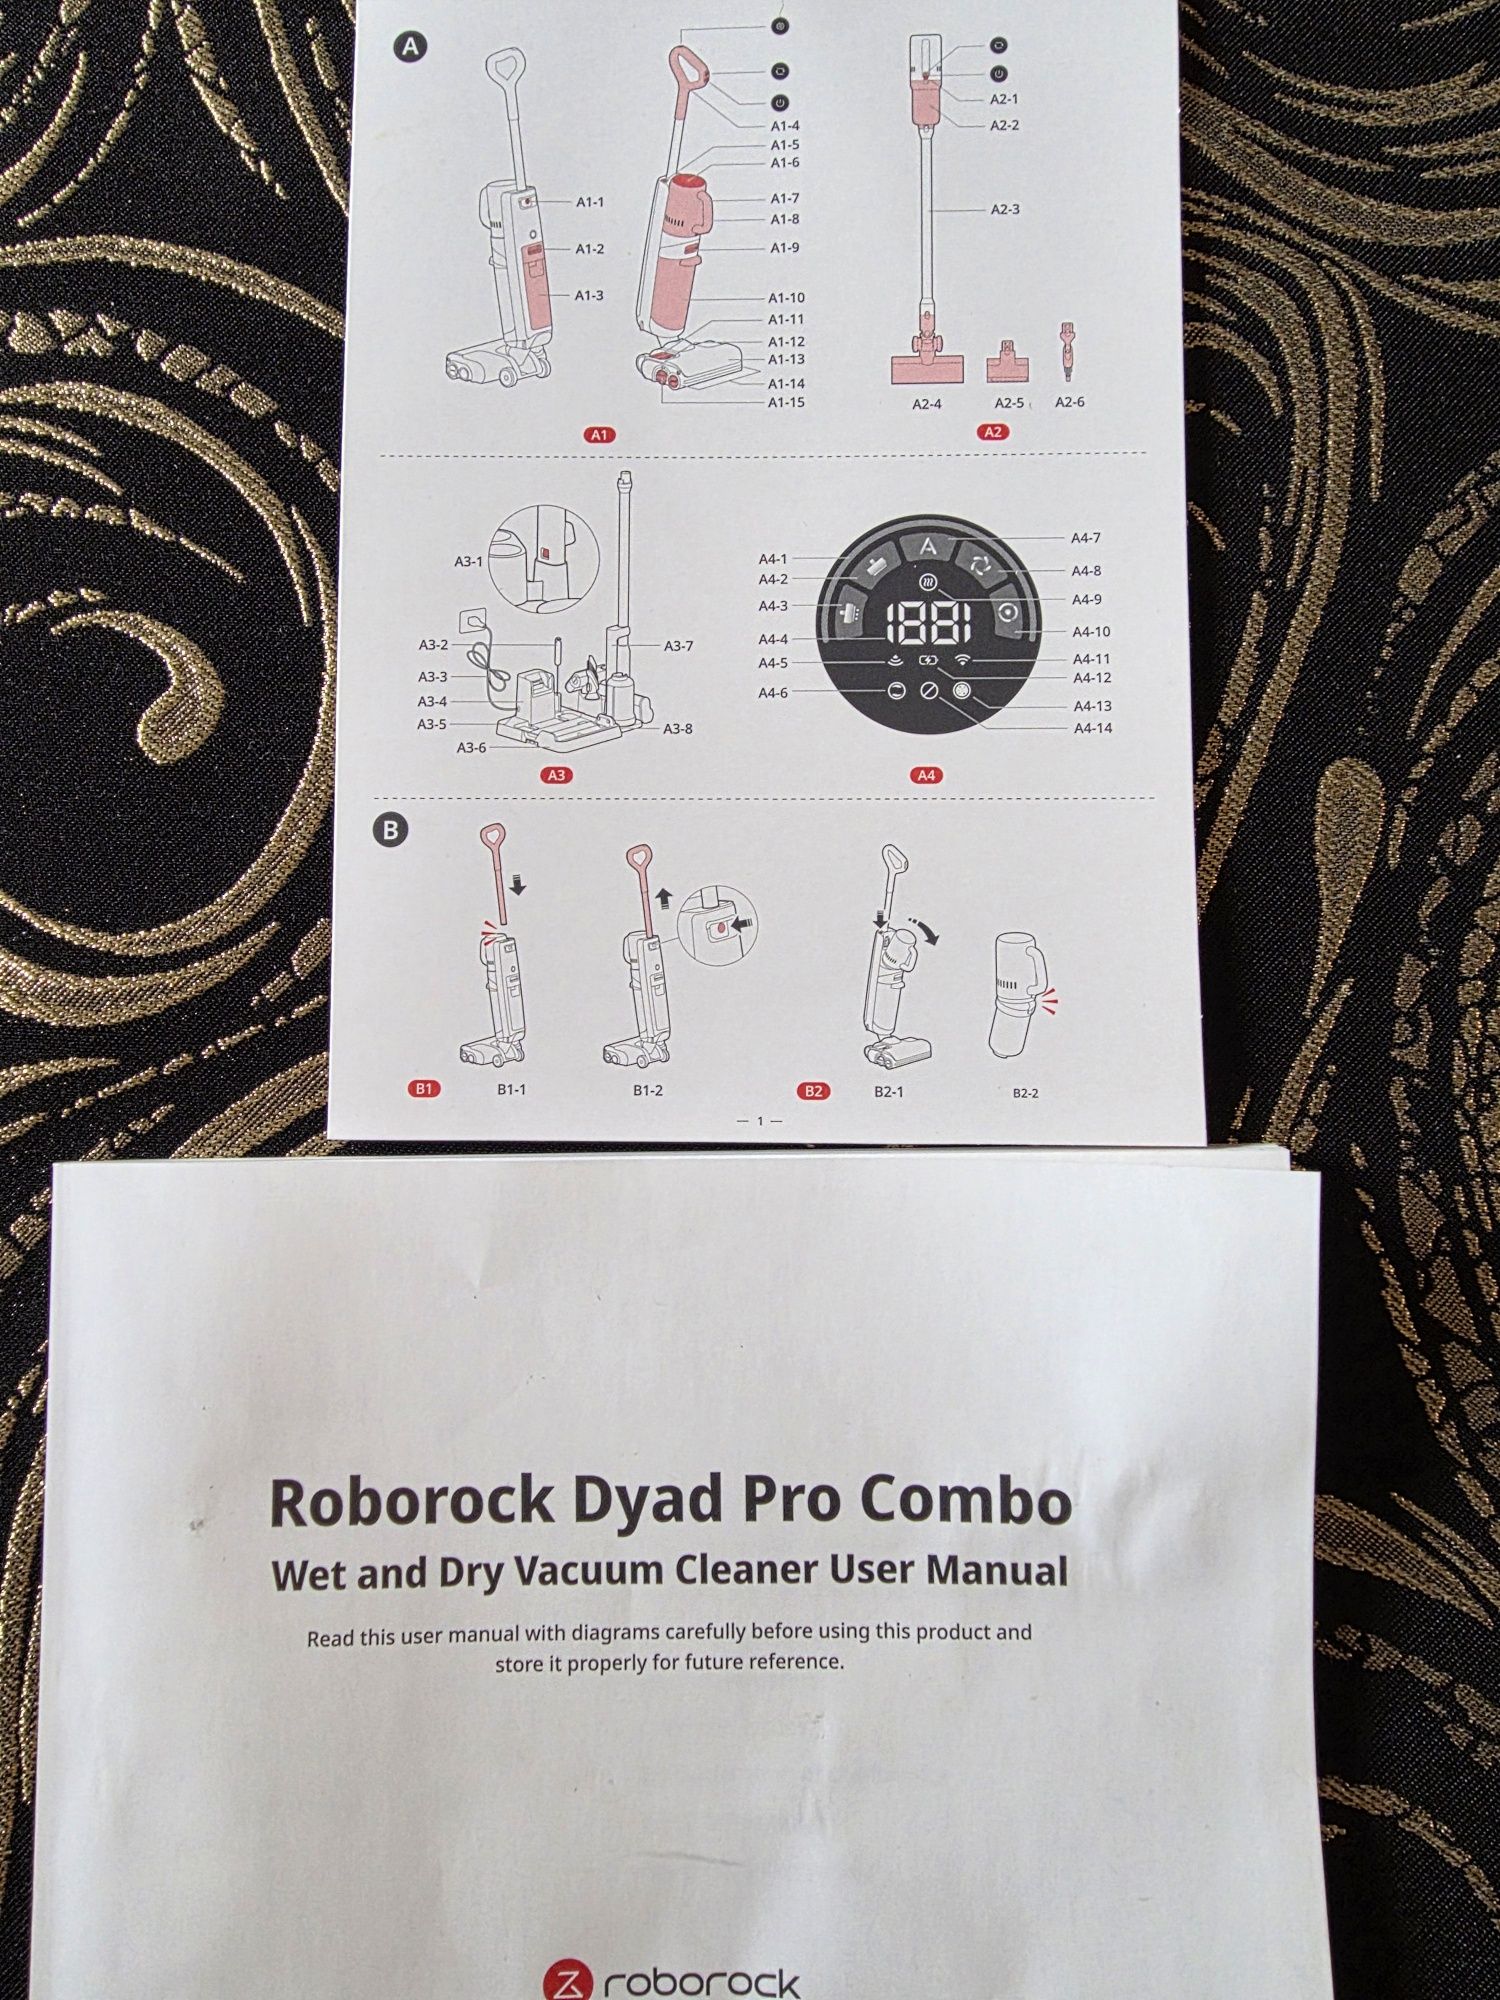 A
A1-1
A1-2
A1-3
A1-4
A1-5
A1-6
A1-7
A1-8
A1-9
A1-10
A1-11
A1-12
A1-13
A1-14
A1-15
A1
A2-1
A2-2
A2-3
A2-4
A2-5
A2-6
A2
A3-1
A3-2
A3-3
A3-4
A3-5
A3-6
A3-7
A3-8
A3
A4-1
A4-2
A4-3
A4-4
A4-5
A4-6
A
188
A4-7
A4-8
A4-9
A4-10
A4-11
A4-12
A4-13
A4-14
A4
B
B1
B1-1
B1-2
B2
B2-1
B2-2
— 1 —
Roborock Dyad Pro Combo
Wet and Dry Vacuum Cleaner User Manual
Read this user manual with diagrams carefully before using this product and
store it properly for future reference.
roborock